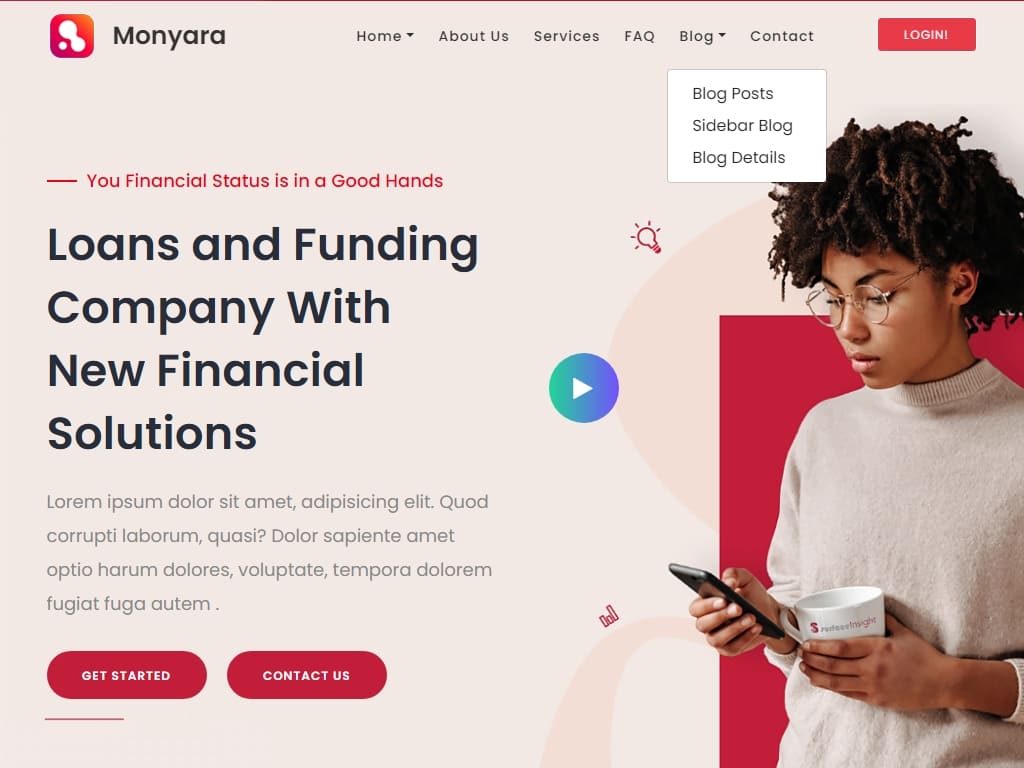 Monyara
Home About Us Services FAQ Blog Contact LOGIN!
Blog Posts
Sidebar Blog
Blog Details
You Financial Status is in a Good Hands
Loans and Funding
Company With
New Financial
Solutions
Lorem ipsum dolor sit amet, adipisicing elit. Quod
corrupti laborum, quasi? Dolor sapiente amet
optio harum dolores, voluptate, tempora dolorem
fugiat fuga autem .
GET STARTED CONTACT US
Insight